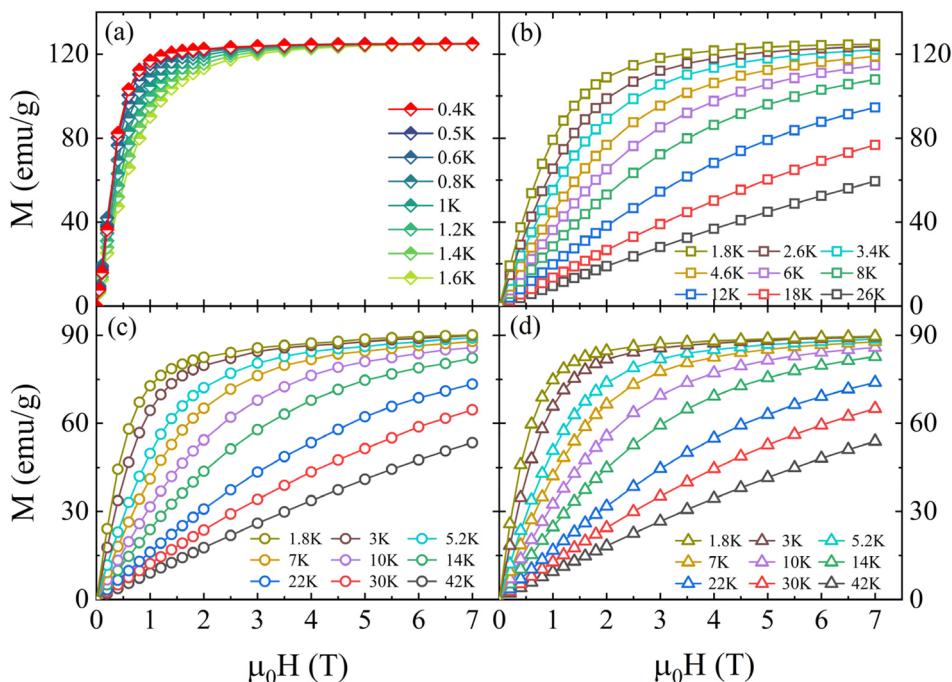 (a)
(b)
M (emu/g)
120
80
40
0
0.4K
0.5K
0.6K
0.8K
1K
1.2K
1.4K
1.6K
1.8K 2.6K 3.4K
4.6K 6K 8K
12K 18K 26K
120
80
40
0
(c)
(d)
M (emu/g)
90
60
30
0
1.8K 3K 5.2K
7K 10K 14K
22K 30K 42K
1.8K 3K 5.2K
7K 10K 14K
22K 30K 42K
90
60
30
0
0 1 2 3 4 5 6 7
0 1 2 3 4 5 6 7
μ₀H (T)
μ₀H (T)